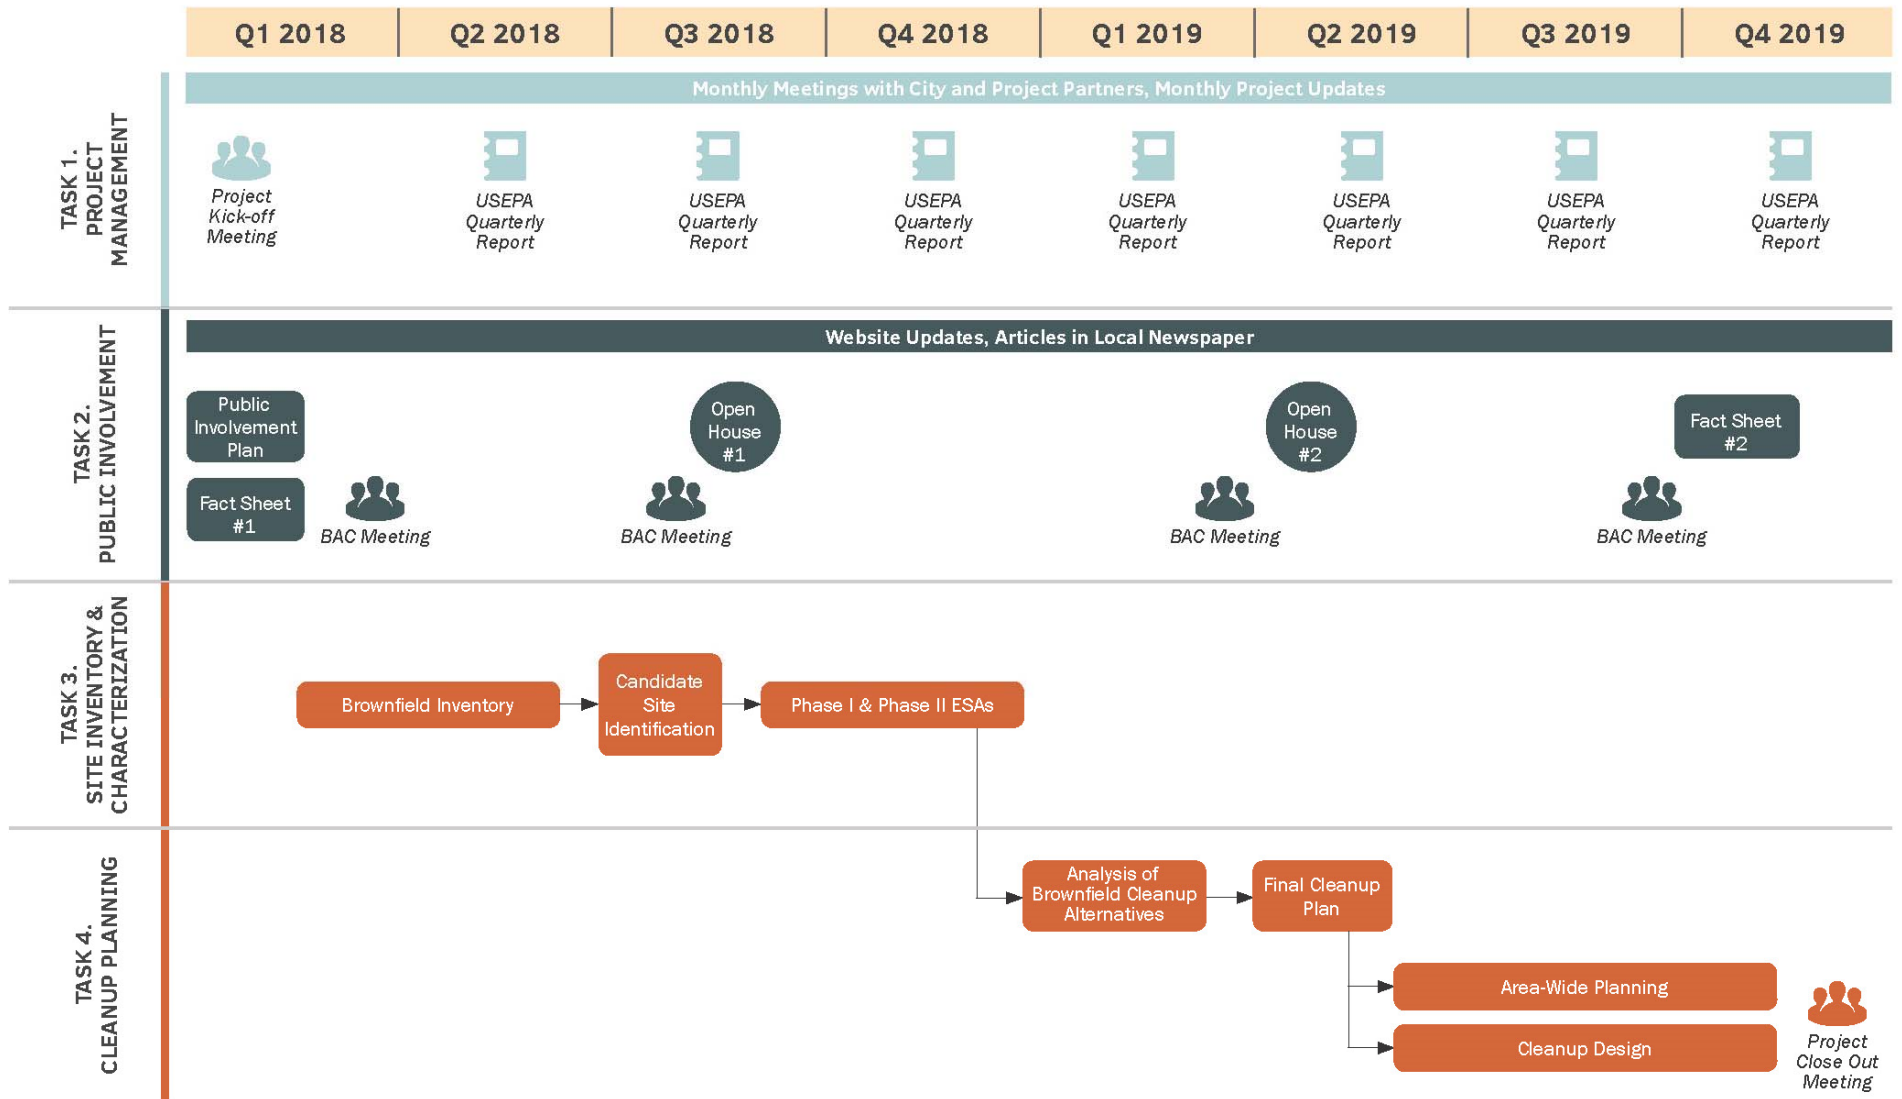 Q1 2018
Q2 2018
Q3 2018
Q4 2018
Q1 2019
Q2 2019
Q3 2019
Q4 2019
TASK 1.
PROJECT
MANAGEMENT
Monthly Meetings with City and Project Partners, Monthly Project Updates
Project
Kick-off
Meeting
USEPA
Quarterly
Report
USEPA
Quarterly
Report
USEPA
Quarterly
Report
USEPA
Quarterly
Report
USEPA
Quarterly
Report
USEPA
Quarterly
Report
USEPA
Quarterly
Report
TASK 2.
PUBLIC INVOLVEMENT
Website Updates, Articles in Local Newspaper
Public
Involvement
Plan
Open
House
#1
Open
House
#2
Fact Sheet
#2
Fact Sheet
#1
BAC Meeting
BAC Meeting
BAC Meeting
BAC Meeting
TASK 3.
SITE INVENTORY &
CHARACTERIZATION
Brownfield Inventory
Candidate
Site
Identification
Phase I & Phase II ESAs
TASK 4.
CLEANUP PLANNING
Analysis of
Brownfield Cleanup
Alternatives
Final Cleanup
Plan
Area-Wide Planning
Cleanup Design
Project
Close Out
Meeting